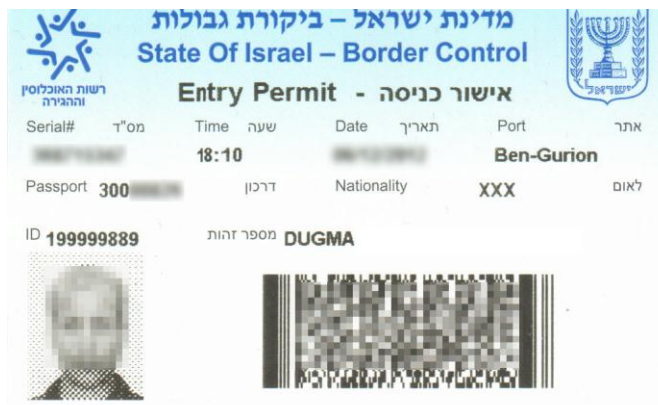 מדינת ישראל – ביקורת גבולות
State Of Israel – Border Control
רשות האוכלוסין
וההגירה
ישראל
Entry Permit - אישור כניסה
Serial# מס"ד Time שעה Date תאריך Port אתר
18:10 Ben-Gurion
Passport 300 דרכון Nationality XXX לאום
ID 199999889 מספר זהות DUGMA